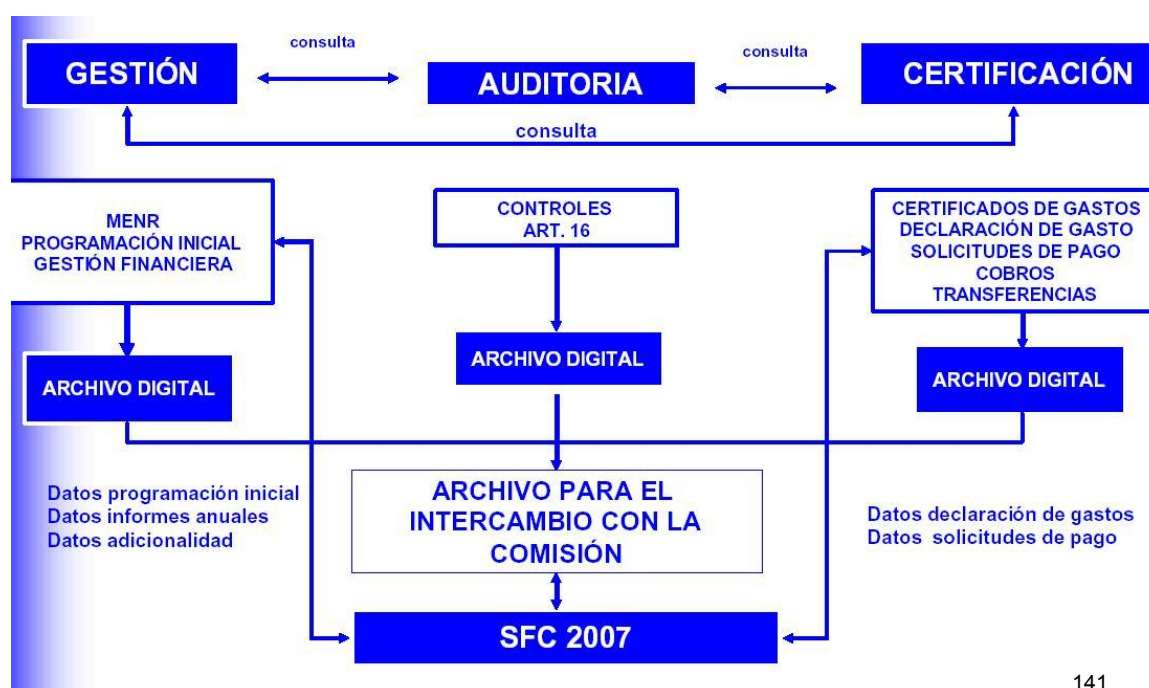 consulta
consulta
GESTIÓN
AUDITORIA
CERTIFICACIÓN
consulta
MENR
PROGRAMACIÓN INICIAL
GESTIÓN FINANCIERA
CONTROLES
ART. 16
CERTIFICADOS DE GASTOS
DECLARACIÓN DE GASTO
SOLICITUDES DE PAGO
COBROS
TRANSFERENCIAS
ARCHIVO DIGITAL
ARCHIVO DIGITAL
ARCHIVO DIGITAL
Datos programación inicial
Datos informes anuales
Datos adicionalidad
ARCHIVO PARA EL
INTERCAMBIO CON LA
COMISIÓN
Datos declaración de gastos
Datos solicitudes de pago
SFC 2007
141